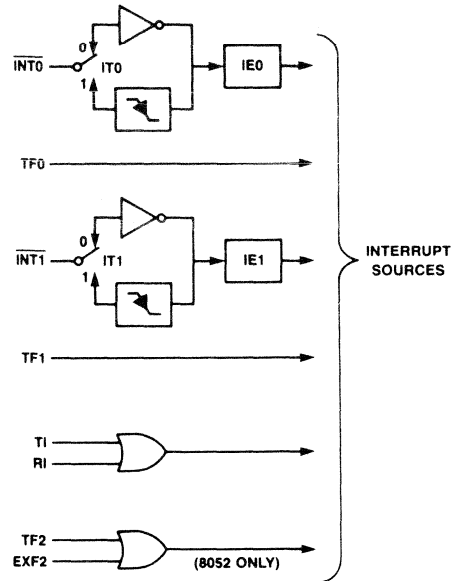 0
INT0 IT0 IE0
1
TF0
0
INT1 IT1 IE1
1
INTERRUPT
SOURCES
TF1
TI
RI
TF2
EXF2 (8052 ONLY)